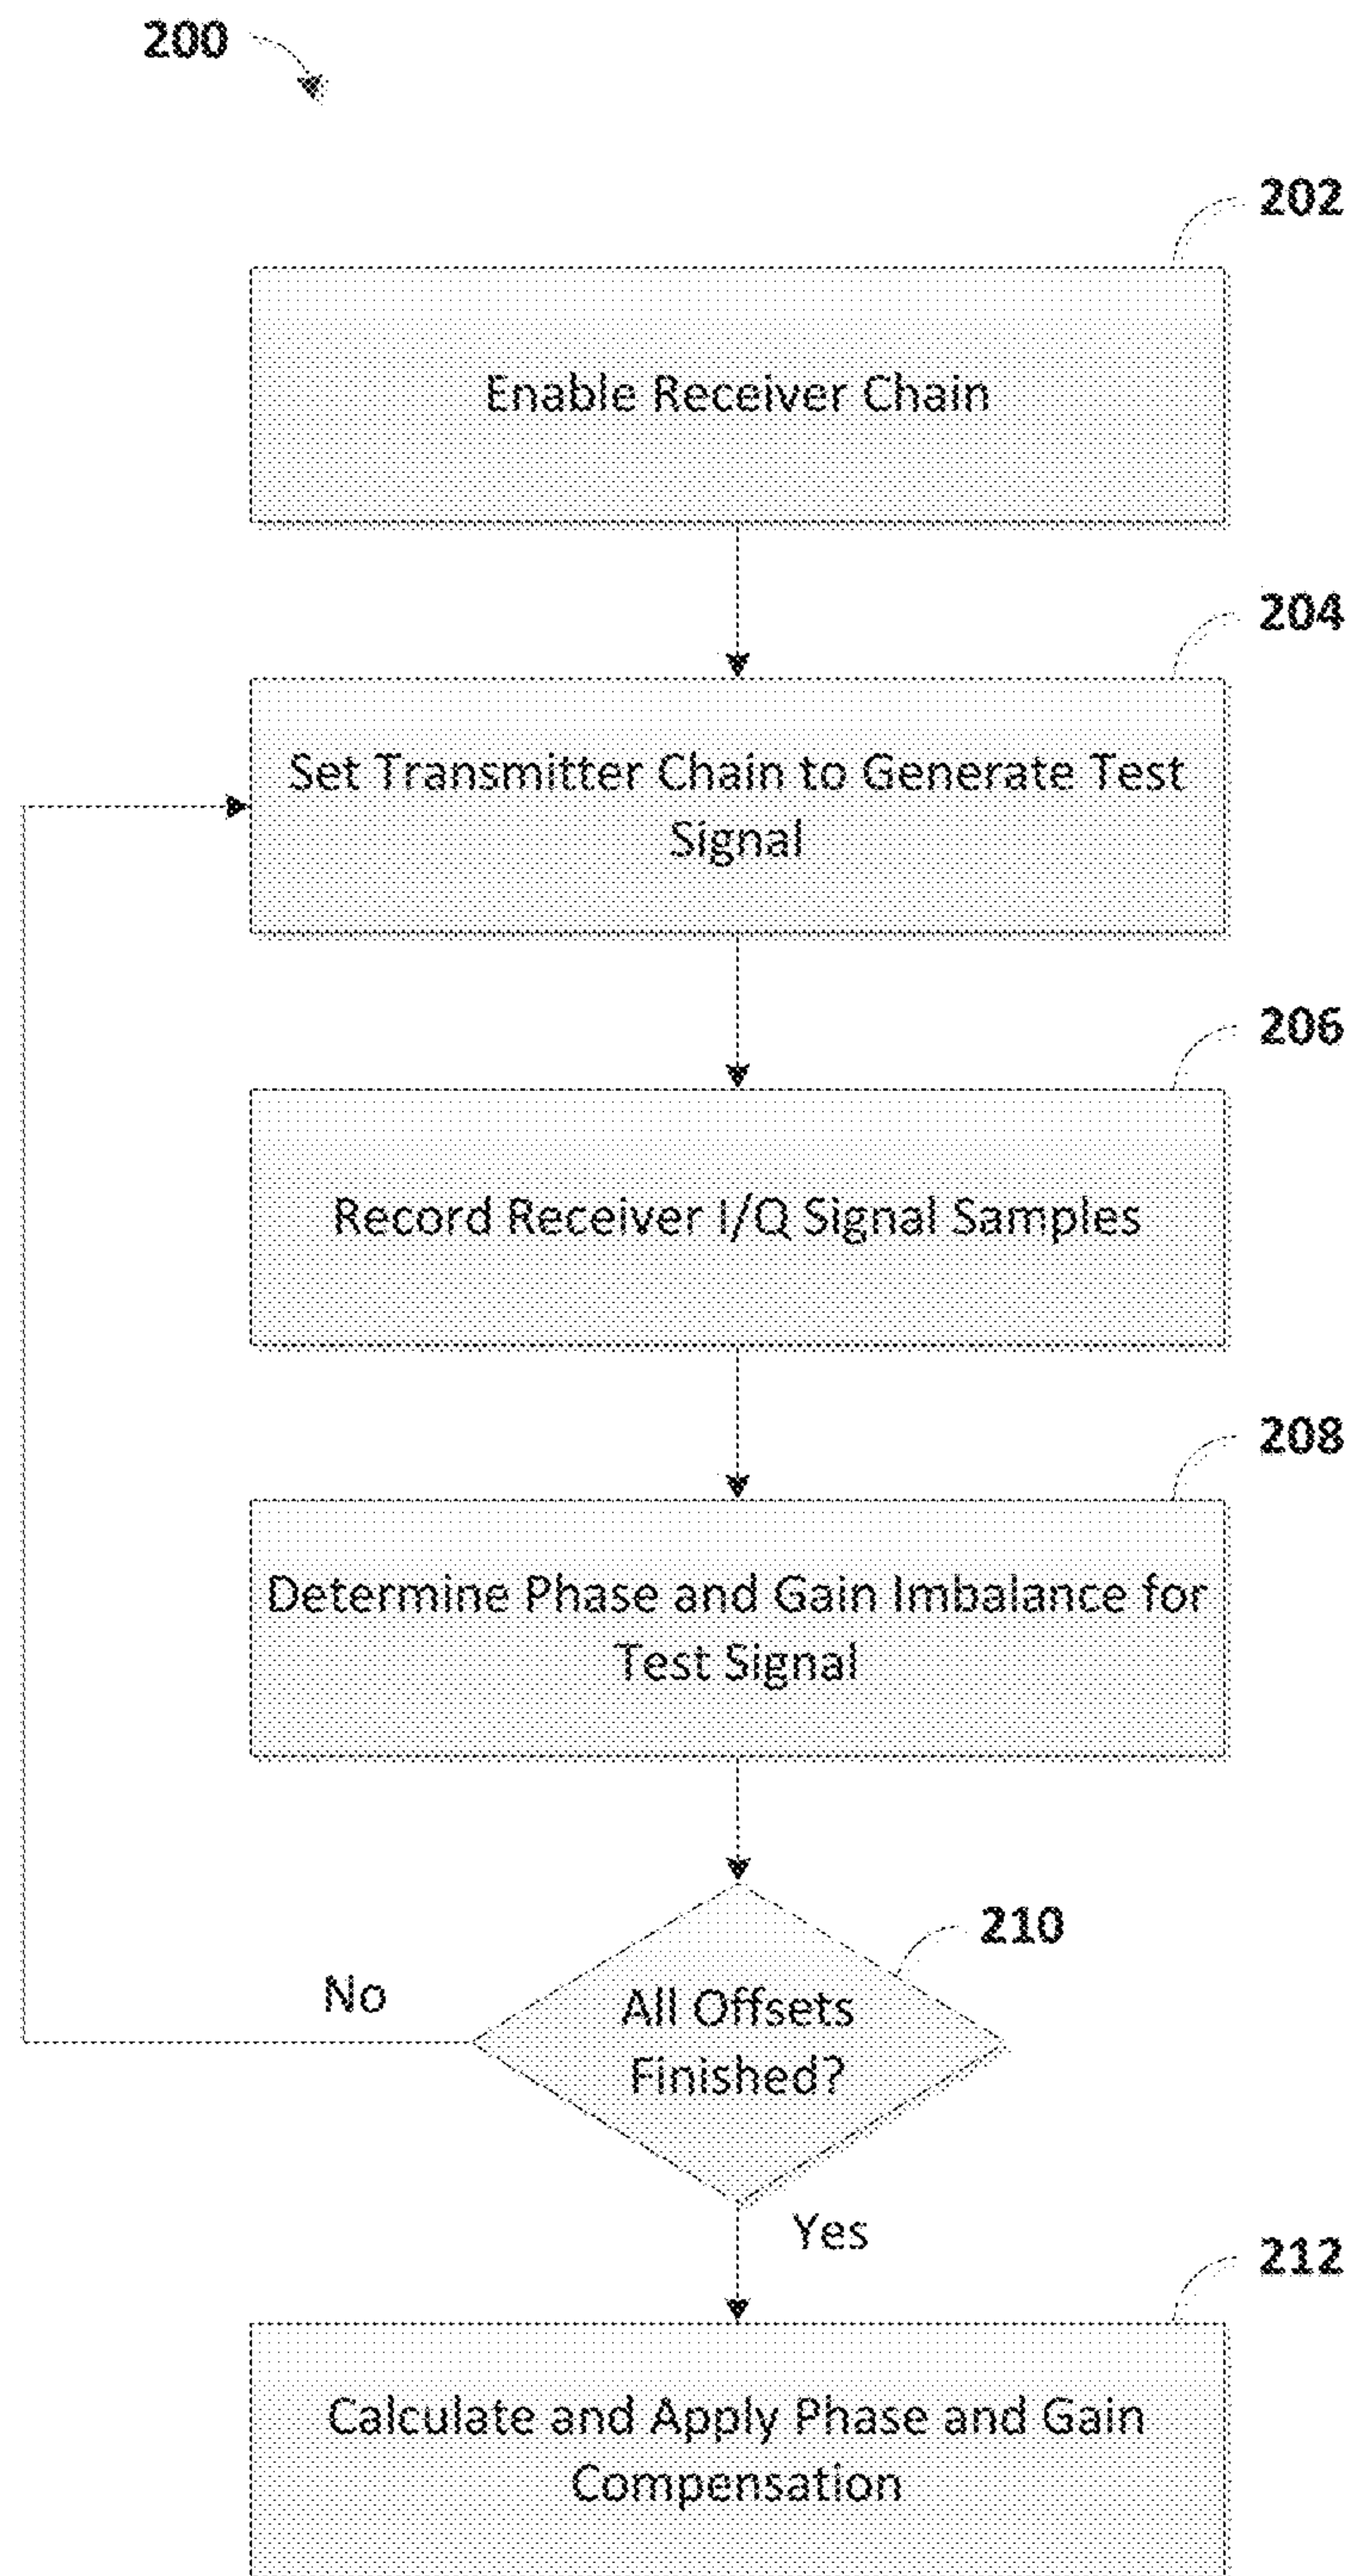 200
202
Enable Receiver Chain
204
Set Transmitter Chain to Generate Test
Signal
206
Record Receiver I/Q Signal Samples
208
Determine Phase and Gain Imbalance for
Test Signal
210
All Offsets
Finished?
No
Yes
212
Calculate and Apply Phase and Gain
Compensation